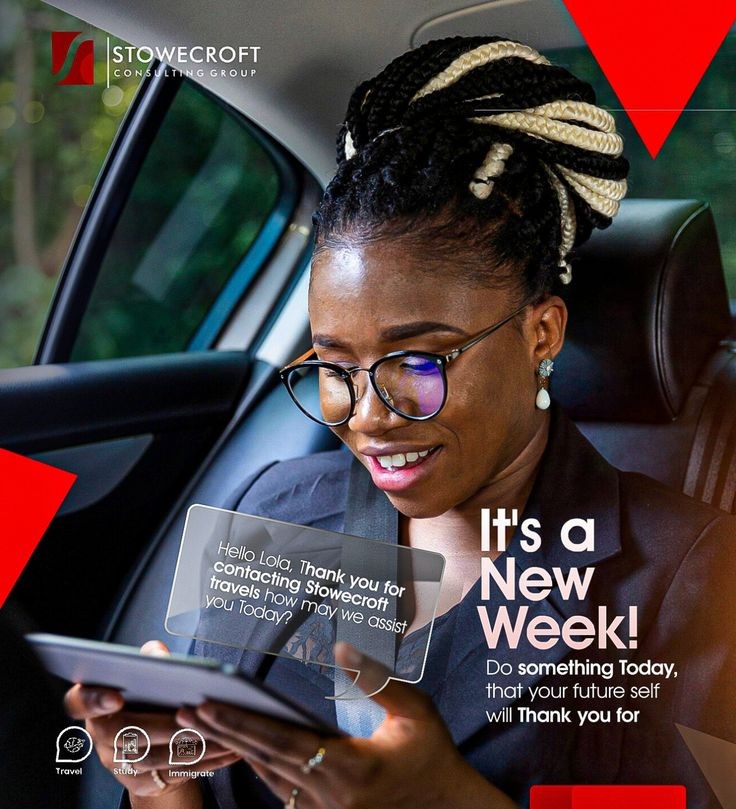 STOWECROFT
CONSULTING GROUP
Hello Lola, Thank you for
contacting Stowecroft
travels how may we assist
you Today?
It's a
New
Week!
Do something Today,
that your future self
will Thank you for
Travel
Study
Immigrate